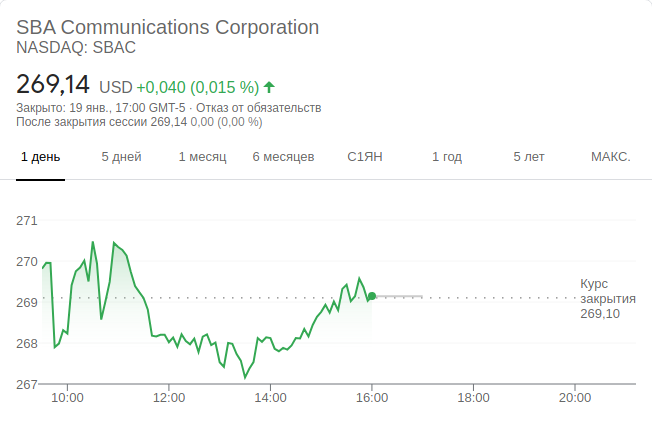 SBA Communications Corporation
NASDAQ: SBAC
269,14 USD +0,040 (0,015 %)
Закрыто: 19 янв., 17:00 GMT-5 · Отказ от обязательств
После закрытия сессии 269,14 0,00 (0,00 %)
1 день 5 дней 1 месяц 6 месяцев С1ЯН 1 год 5 лет МАКС.
271
270
269
268
267
Курс
закрытия
269,10
10:00 12:00 14:00 16:00 18:00 20:00